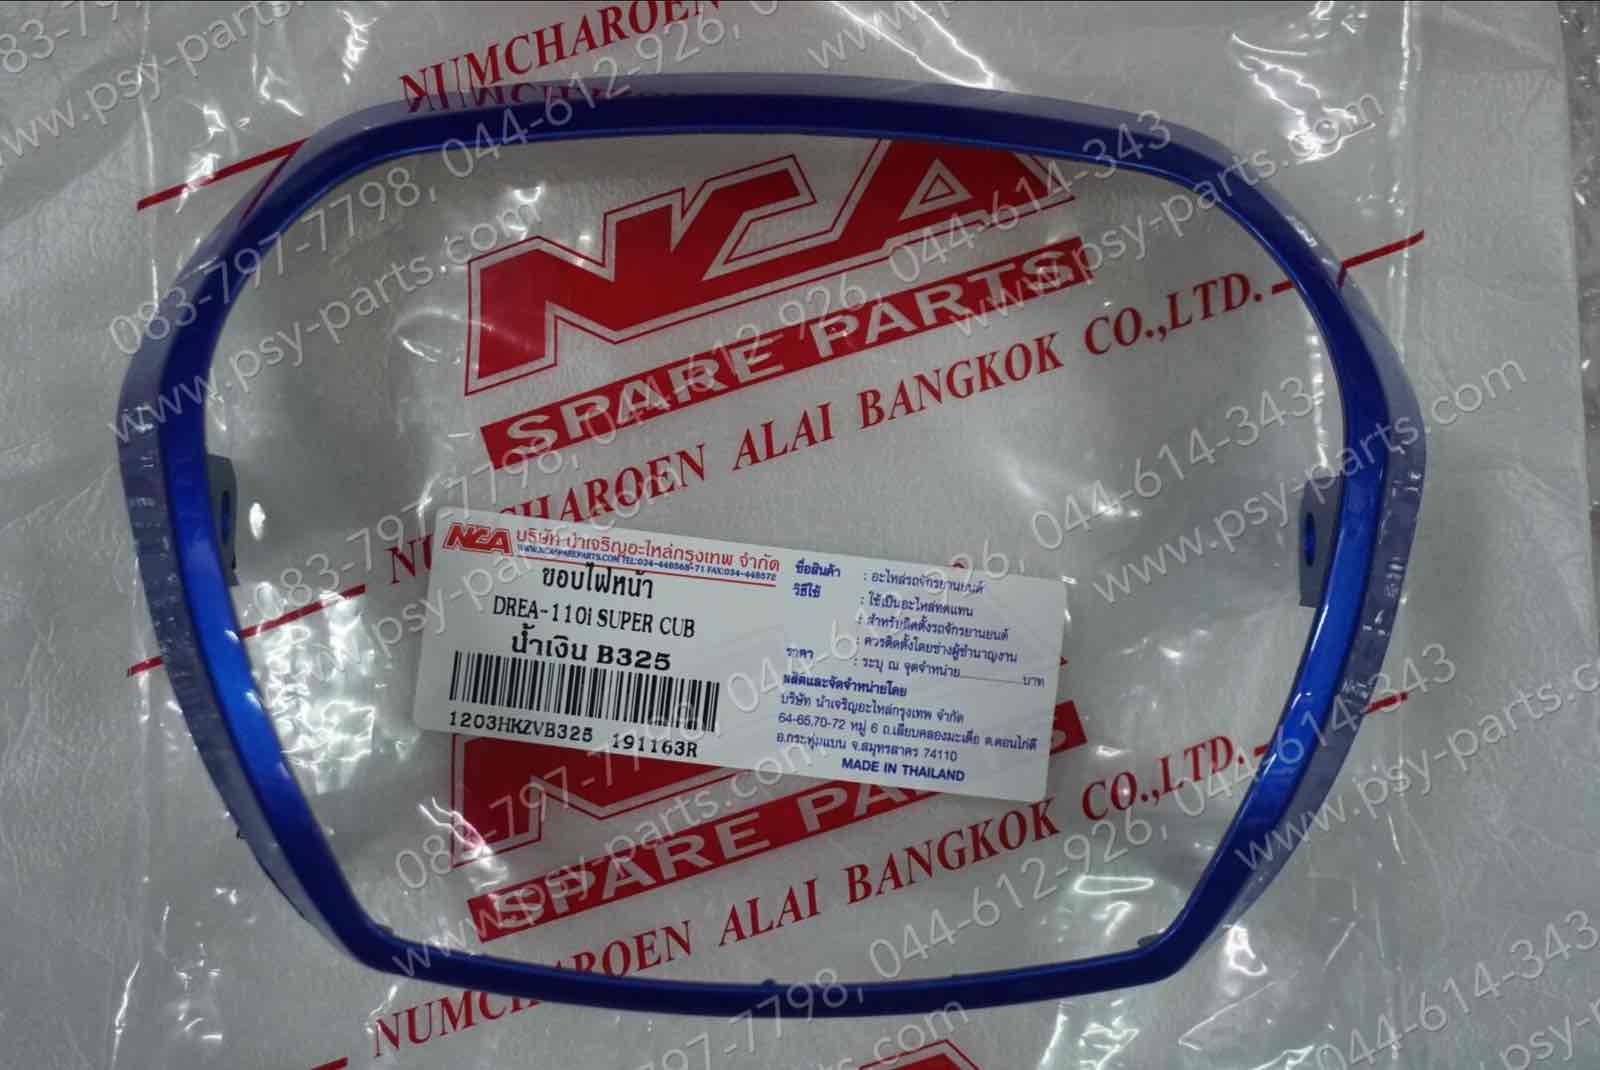 NUMCHAROEN
NCA
SPARE PARTS
NUMCHAROEN ALAI BANGKOK CO.,LTD.
NCA บริษัท นำเจริญอะไหล่กรุงเทพ จำกัด
WWW.NCASPAREPARTS.COM TEL:034-448568-71 FAX:034-448572
ขอบไฟหน้า
DREA-110i SUPER CUB
น้ำเงิน B325
1203HKZVB325 191163R
ชื่อสินค้า : อะไหล่รถจักรยานยนต์
วิธีใช้ : ใช้เป็นอะไหล่ทดแทน
: สำหรับติดตั้งรถจักรยานยนต์
: ควรติดตั้งโดยช่างผู้ชำนาญงาน
ราคา : ระบุ ณ จุดจำหน่าย..........บาท
ผลิตและจัดจำหน่ายโดย
บริษัท นำเจริญอะไหล่กรุงเทพ จำกัด
64-65,70-72 หมู่ 6 ถ.เลียบคลองมะเดื่อ ต.ดอนไก่ดี
อ.กระทุ่มแบน จ.สมุทรสาคร 74110
MADE IN THAILAND
SPARE PA
NUMCHAROEN ALAI BANGKOK CO.,LTD.
083-797-7798, 044-612-926, 044-614-343
www.psy-parts.com